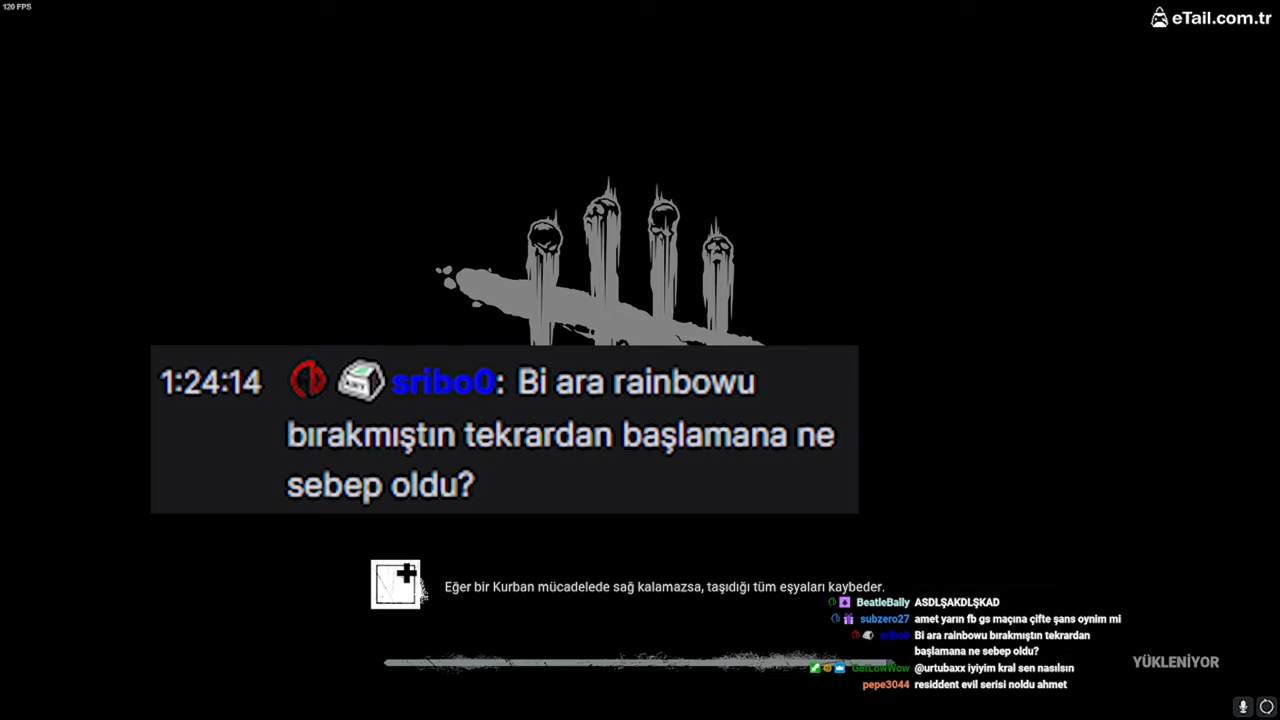 120 FPS
eTail.com.tr
1:24:14 sribo0: Bi ara rainbowu
bırakmıştın tekrardan başlamana ne
sebep oldu?
Eğer bir Kurban mücadelede sağ kalamazsa, taşıdığı tüm eşyaları kaybeder.
BeatleBally ASDLŞAKDLŞKAD
subzero27 amet yarın fb gs maçına çifte şans oynim mi
sribo0 Bi ara rainbowu bırakmıştın tekrardan
başlamana ne sebep oldu?
GetLowWow @urtubaxx iyiyim kral sen nasılsın
pepe3044 residdent evil serisi noldu ahmet
YÜKLENİYOR